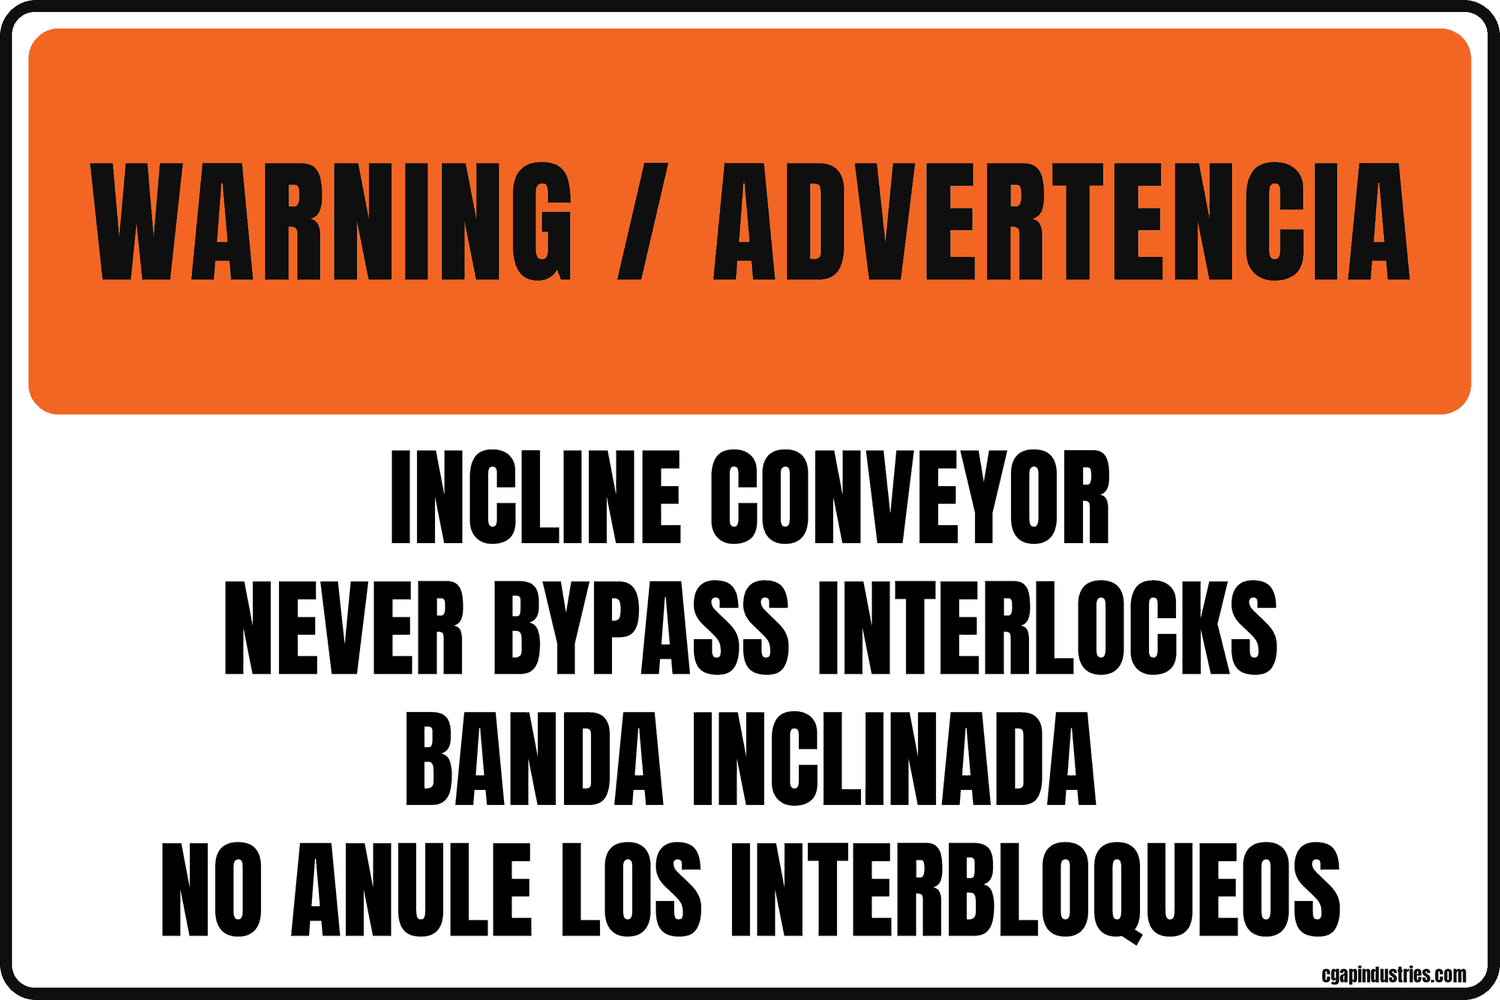 WARNING / ADVERTENCIA
INCLINE CONVEYOR
NEVER BYPASS INTERLOCKS
BANDA INCLINADA
NO ANULE LOS INTERBLOQUEOS
cgapindustries.com